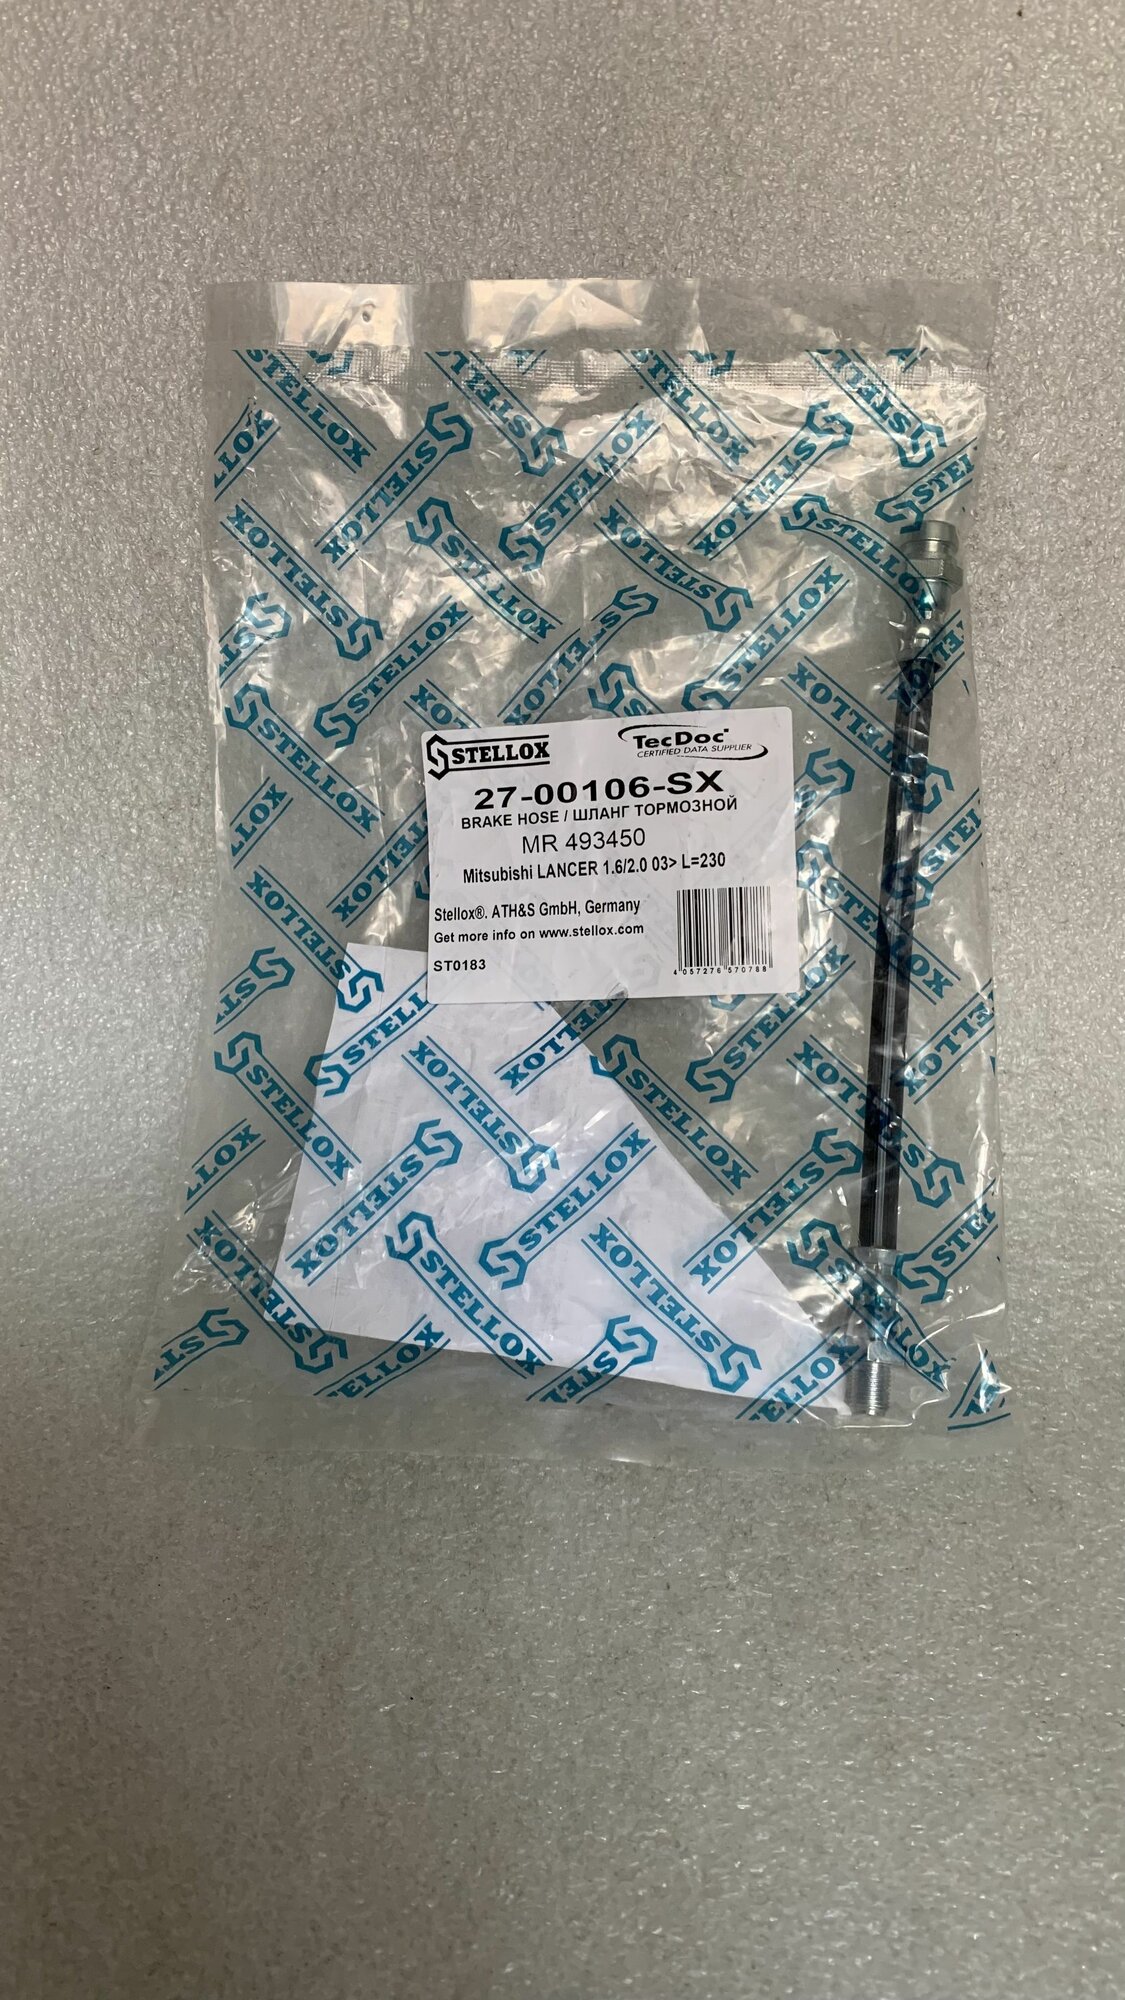 STELLOX
TecDoc
CERTIFIED DATA SUPPLIER
27-00106-SX
BRAKE HOSE / ШЛАНГ ТОРМОЗНОЙ
MR 493450
Mitsubishi LANCER 1.6/2.0 03> L=230
Stellox®. ATH&S GmbH, Germany
Get more info on www.stellox.com
ST0183
4 057276 570788